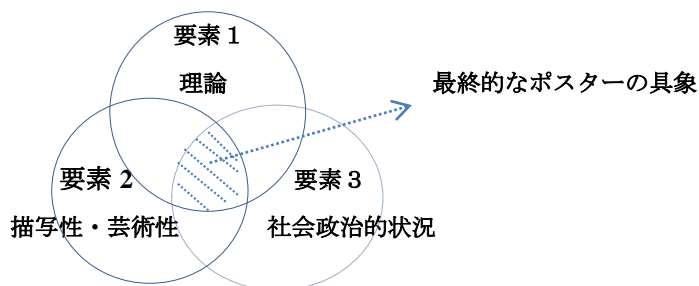 要素１
理論
最終的なポスターの具象
要素 2
描写性・芸術性
要素３
社会政治的状況